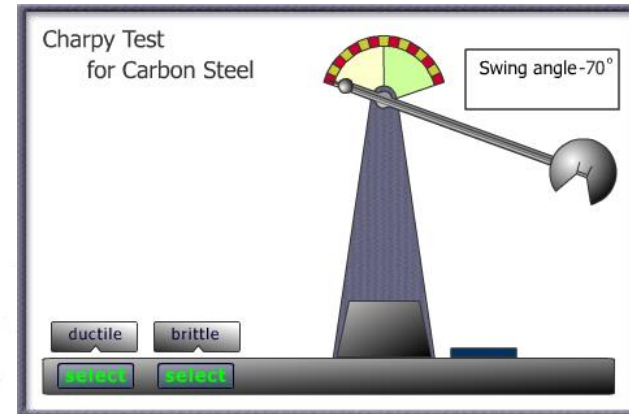 Charpy Test
for Carbon Steel
Swing angle-70°
ductile
brittle
select
select